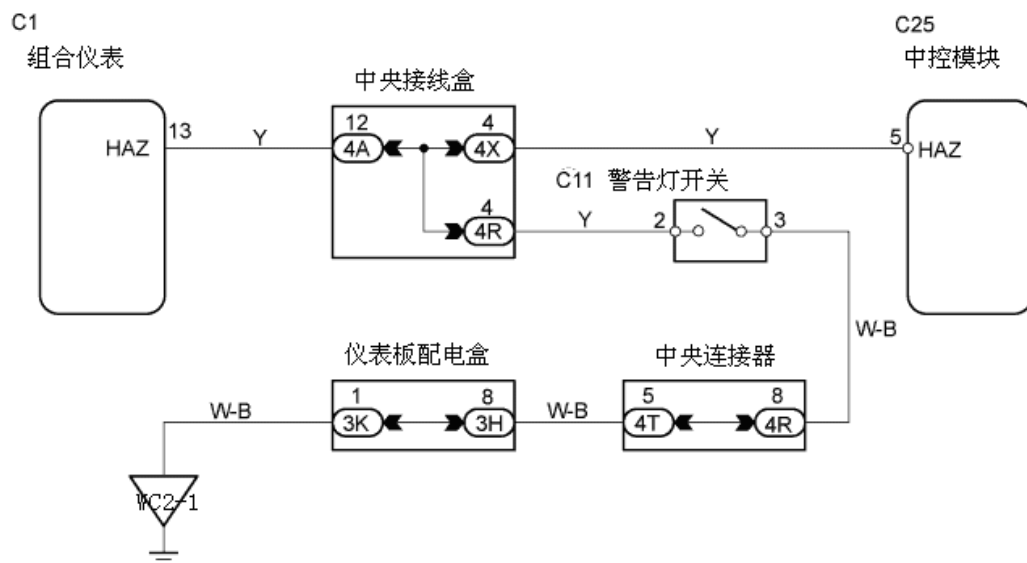 C1
组合仪表
C25
中控模块
中央接线盒
HAZ
13
Y
12
4A
4
4X
Y
5
HAZ
C11 警告灯开关
4
4R
Y
2
3
W-B
仪表板配电盒
中央连接器
W-B
1
3K
8
3H
W-B
5
4T
8
4R
VC2-1